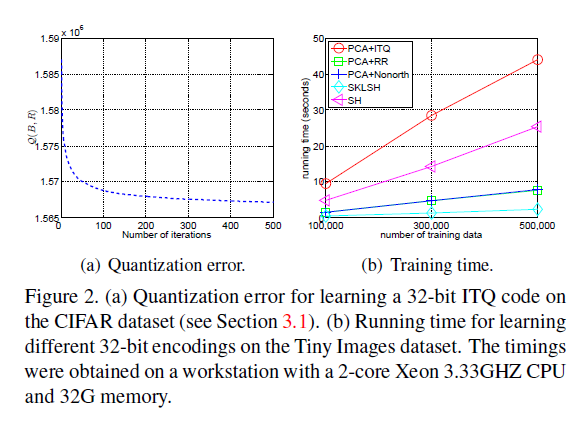 x 10^6
1.59
1.585
1.58
1.575
1.57
1.565
Q(B, R)
0 100 200 300 400 500
Number of iterations
50
40
30
20
10
0
running time (seconds)
PCA+ITQ
PCA+RR
PCA+Nonorth
SKLSH
SH
100,000 300,000 500,000
number of training data
(a) Quantization error.
(b) Training time.
Figure 2. (a) Quantization error for learning a 32-bit ITQ code on
the CIFAR dataset (see Section 3.1). (b) Running time for learning
different 32-bit encodings on the Tiny Images dataset. The timings
were obtained on a workstation with a 2-core Xeon 3.33GHZ CPU
and 32G memory.